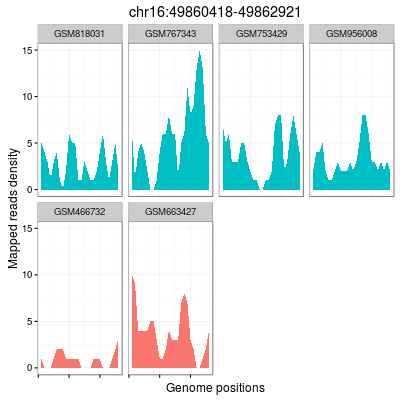 chr16:49860418-49862921
GSM818031 GSM767343 GSM753429 GSM956008
15
10
5
0
GSM466732 GSM663427
15
10
5
0
Mapped reads density
Genome positions